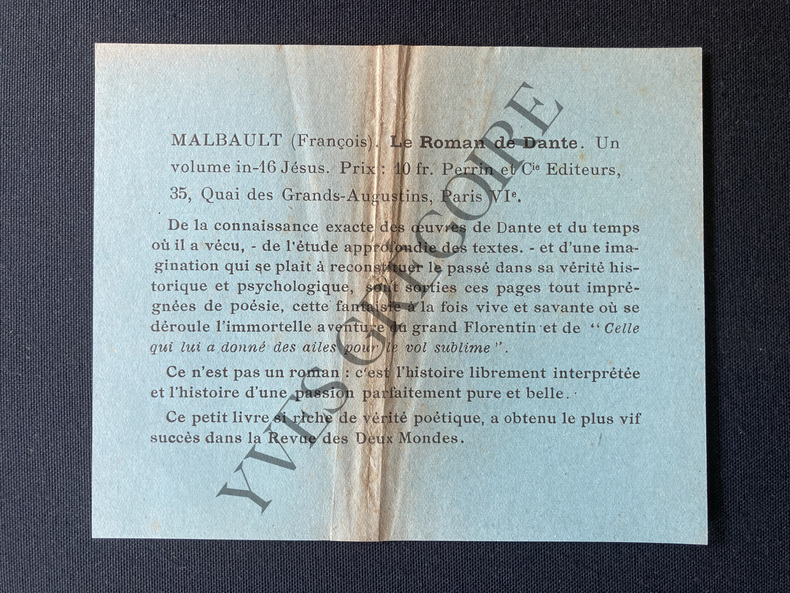 MALBAULT (François). Le Roman de Dante. Un
volume in-16 Jésus. Prix : 10 fr. Perrin et Cie Editeurs,
35, Quai des Grands-Augustins, Paris VIe.
De la connaissance exacte des œuvres de Dante et du temps
où il a vécu, - de l'étude approfondie des textes. - et d'une ima-
gination qui se plait à reconstituer le passé dans sa vérité his-
torique et psychologique, sont sorties ces pages tout impré-
gnées de poésie, cette fantaisie à la fois vive et savante où se
déroule l'immortelle aventure du grand Florentin et de “Celle
qui lui a donné des ailes pour le vol sublime”.
Ce n'est pas un roman : c'est l'histoire librement interprétée
et l'histoire d'une passion parfaitement pure et belle.
Ce petit livre si riche de vérité poétique, a obtenu le plus vif
succès dans la Revue des Deux Mondes.
YVES GREGOIRE